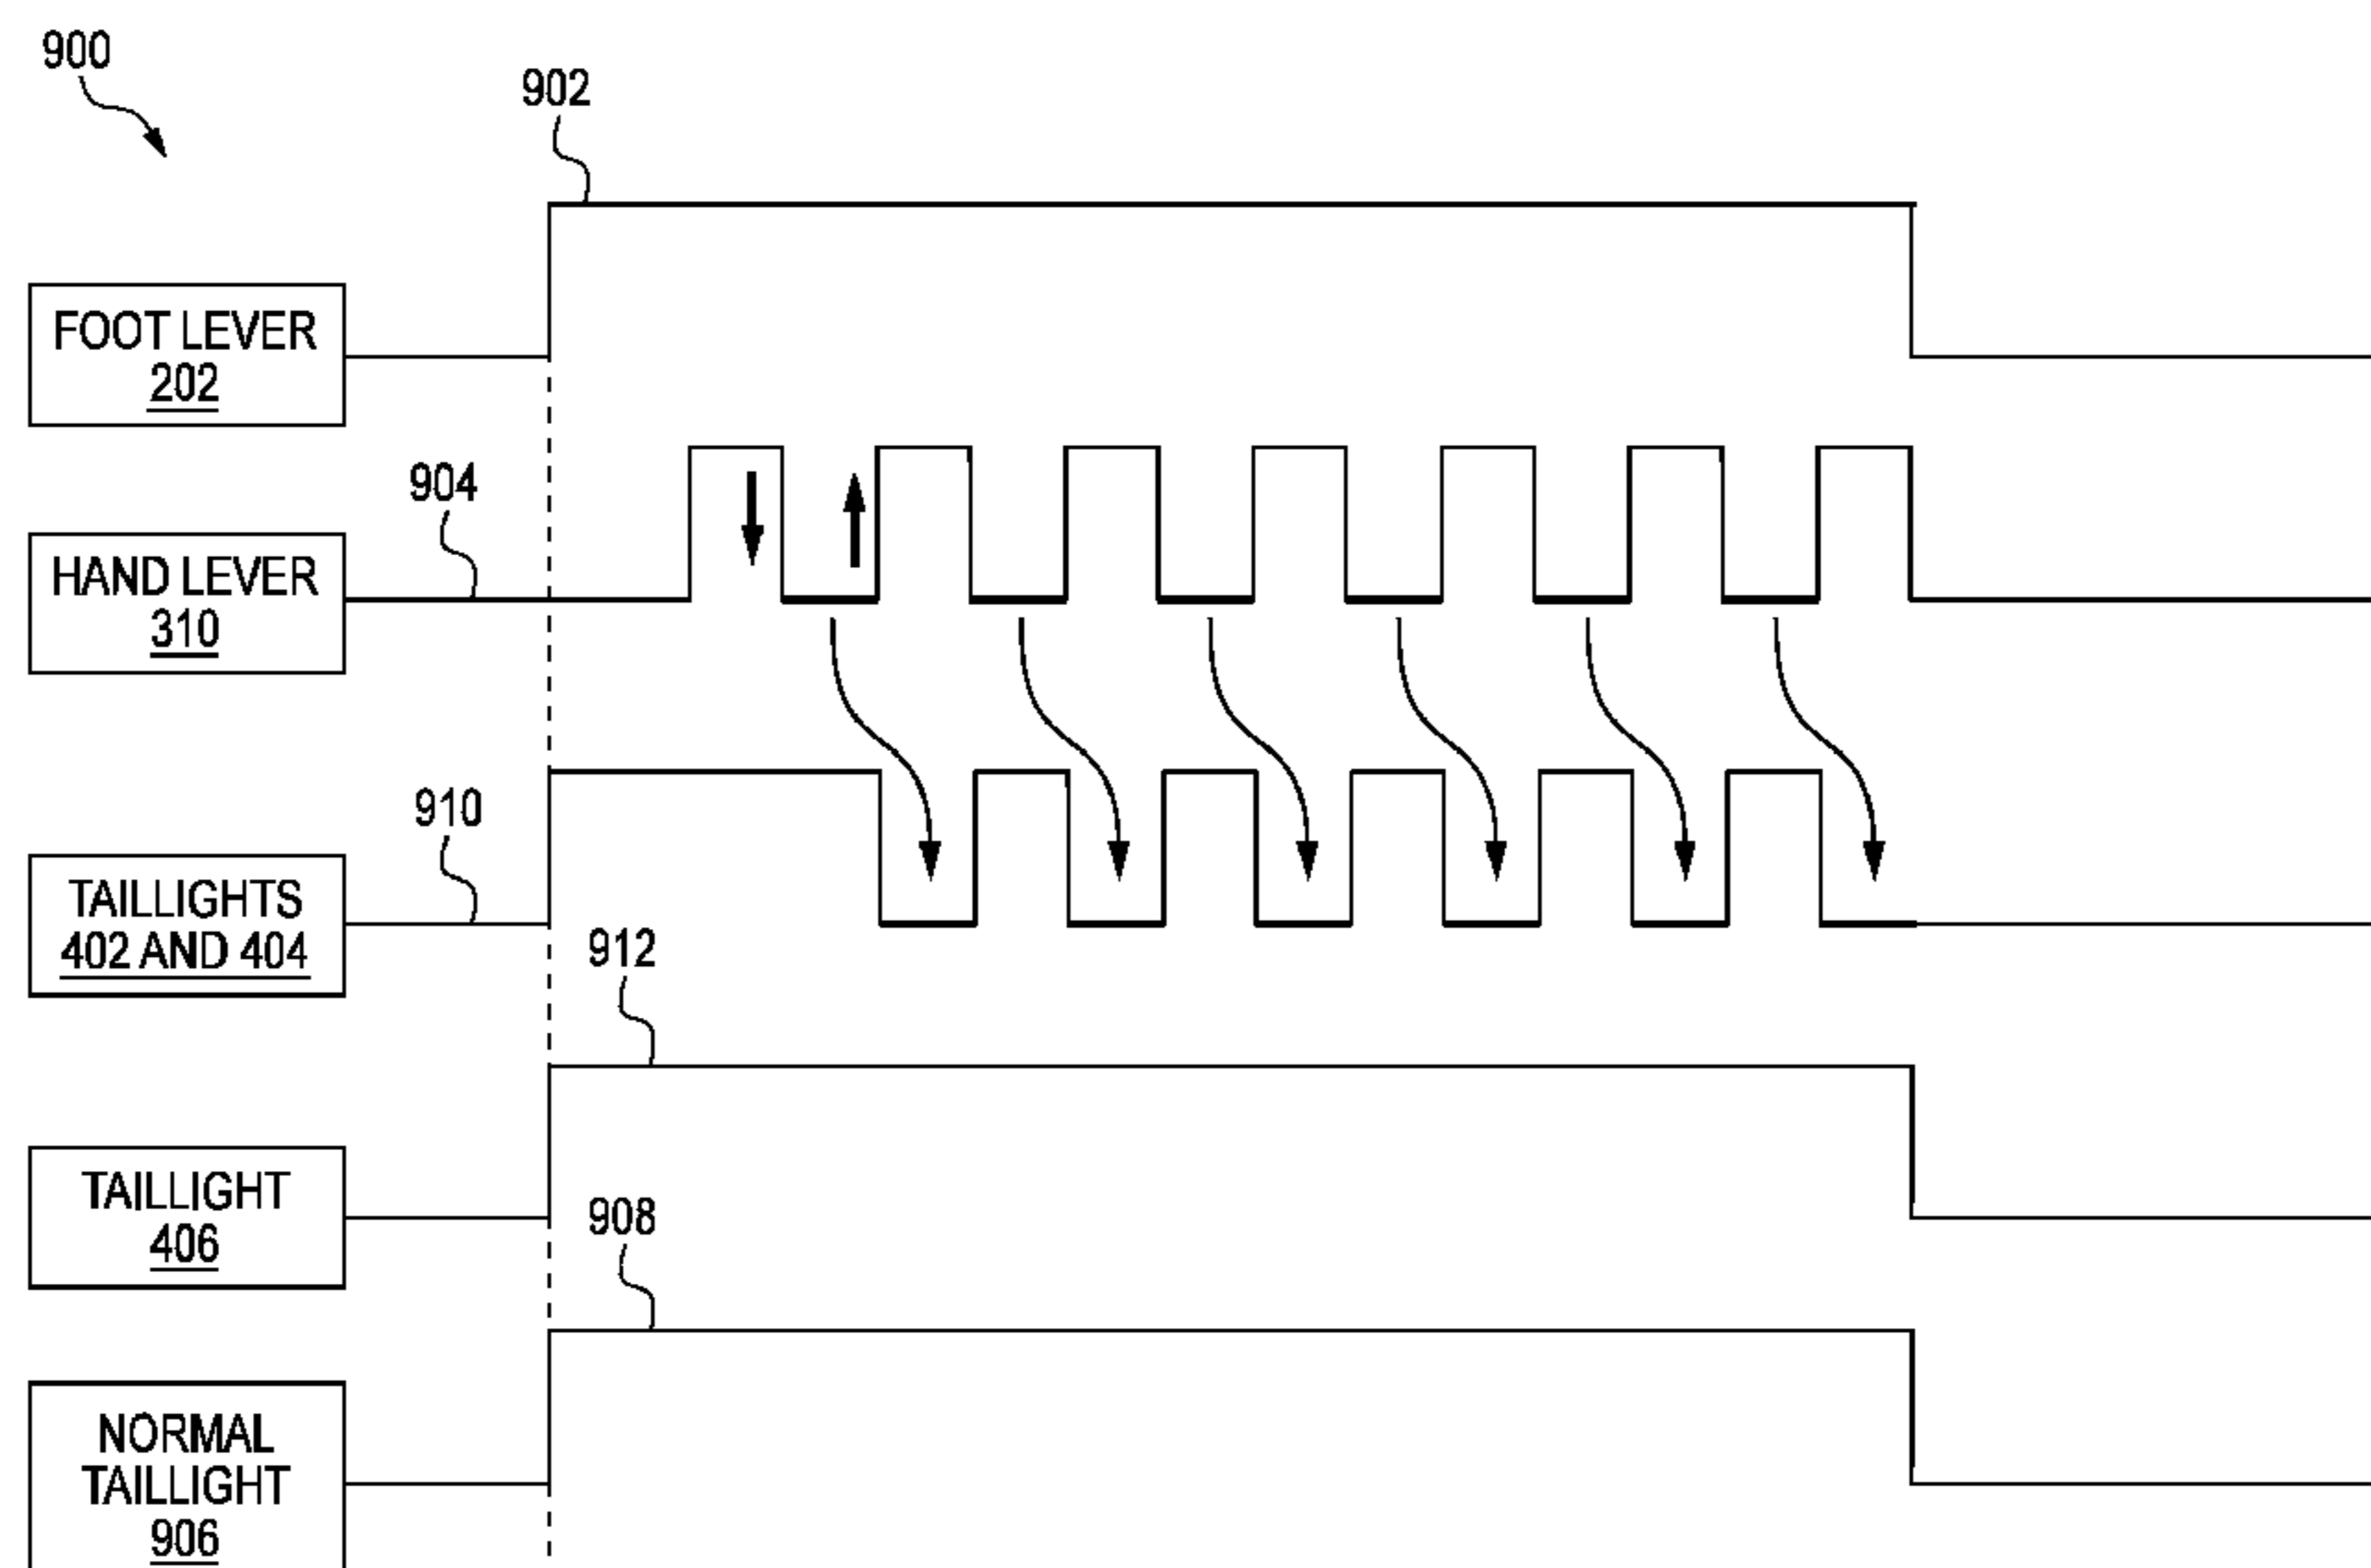 900
902
FOOT LEVER
202
904
HAND LEVER
310
910
TAILLIGHTS
402 AND 404
912
TAILLIGHT
406
908
NORMAL
TAILLIGHT
906